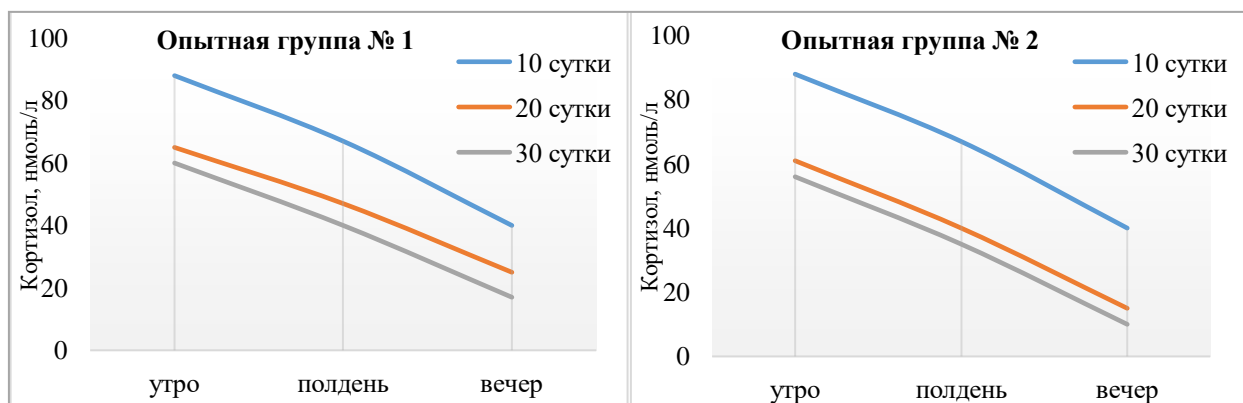 Опытная группа № 1
Кортизол, нмоль/л
100
80
60
40
20
0
10 сутки
20 сутки
30 сутки
утро полдень вечер
Опытная группа № 2
Кортизол, нмоль/л
100
80
60
40
20
0
10 сутки
20 сутки
30 сутки
утро полдень вечер